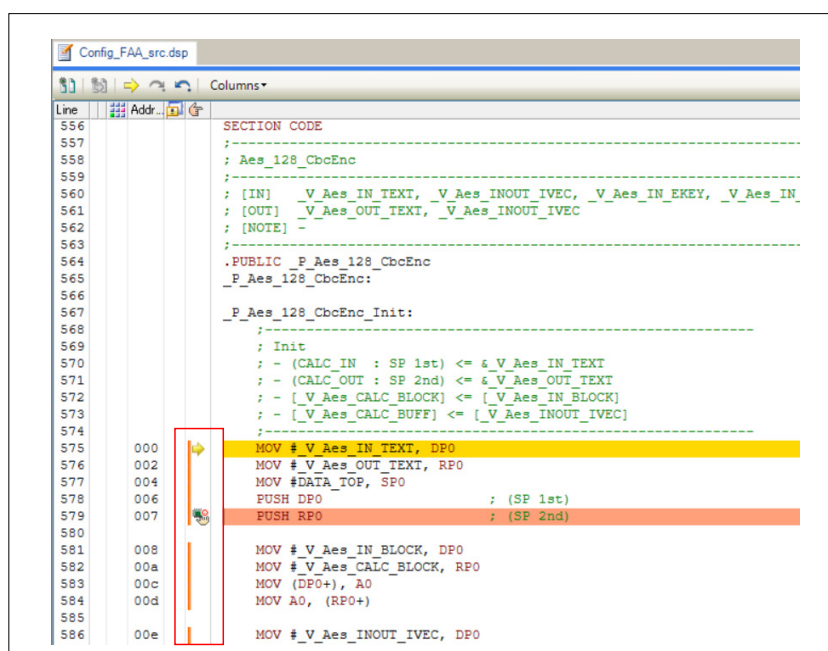 Config_FAA_src.dsp
Columns
Line Addr...
556 SECTION CODE
557 ;-----------------------------------------------------------------------
558 ; Aes_128_CbcEnc
559 ;-----------------------------------------------------------------------
560 ; [IN] _V_Aes_IN_TEXT, _V_Aes_INOUT_IVEC, _V_Aes_IN_EKEY, _V_Aes_IN_
561 ; [OUT] _V_Aes_OUT_TEXT, _V_Aes_INOUT_IVEC
562 ; [NOTE] -
563 ;-----------------------------------------------------------------------
564 .PUBLIC _P_Aes_128_CbcEnc
565 _P_Aes_128_CbcEnc:
566
567 _P_Aes_128_CbcEnc_Init:
568 ;------------------------------------------------------------
569 ; Init
570 ; - (CALC_IN : SP 1st) <= &_V_Aes_IN_TEXT
571 ; - (CALC_OUT : SP 2nd) <= &_V_Aes_OUT_TEXT
572 ; - [_V_Aes_CALC_BLOCK] <= [_V_Aes_IN_BLOCK]
573 ; - [_V_Aes_CALC_BUFF] <= [_V_Aes_INOUT_IVEC]
574 ;------------------------------------------------------------
575 000 MOV #_V_Aes_IN_TEXT, DP0
576 002 MOV #_V_Aes_OUT_TEXT, RP0
577 004 MOV #DATA_TOP, SP0
578 006 PUSH DP0 ; (SP 1st)
579 007 PUSH RP0 ; (SP 2nd)
580
581 008 MOV #_V_Aes_IN_BLOCK, DP0
582 00a MOV #_V_Aes_CALC_BLOCK, RP0
583 00c MOV (DP0+), A0
584 00d MOV A0, (RP0+)
585
586 00e MOV #_V_Aes_INOUT_IVEC, DP0